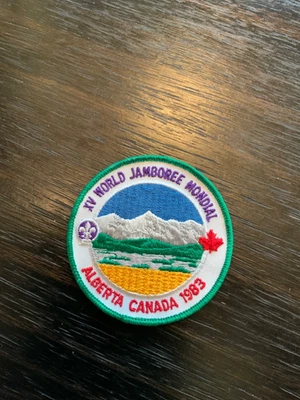 XV WORLD JAMBOREE MONDIAL
ALBERTA CANADA 1983